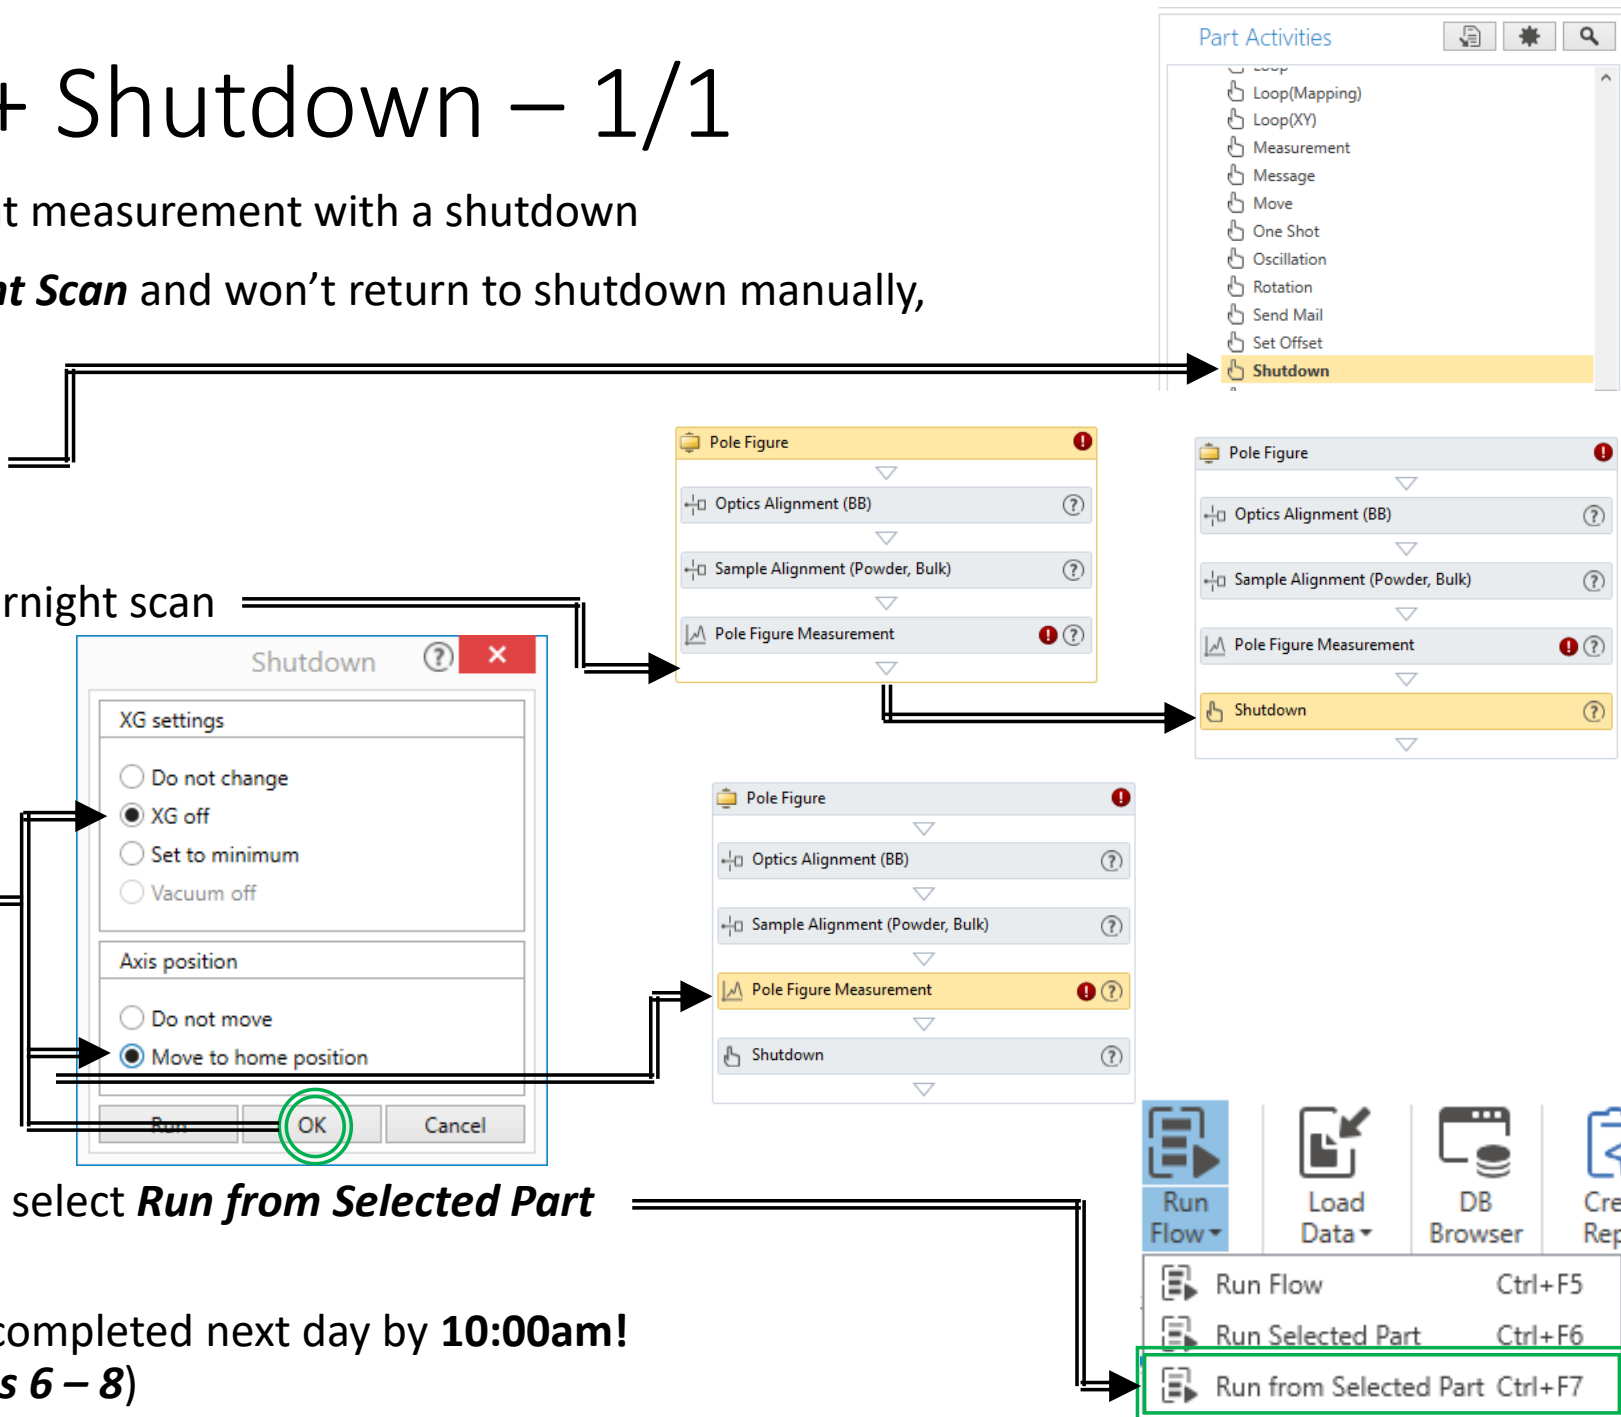 + Shutdown – 1/1
t measurement with a shutdown
nt Scan and won't return to shutdown manually,
rnight scan
Part Activities
Loop
Loop(Mapping)
Loop(XY)
Measurement
Message
Move
One Shot
Oscillation
Rotation
Send Mail
Set Offset
Shutdown
Pole Figure
Optics Alignment (BB)
Sample Alignment (Powder, Bulk)
Pole Figure Measurement
Pole Figure
Optics Alignment (BB)
Sample Alignment (Powder, Bulk)
Pole Figure Measurement
Shutdown
Shutdown
XG settings
Do not change
XG off
Set to minimum
Vacuum off
Axis position
Do not move
Move to home position
Run OK Cancel
Pole Figure
Optics Alignment (BB)
Sample Alignment (Powder, Bulk)
Pole Figure Measurement
Shutdown
select Run from Selected Part
completed next day by 10:00am!
s 6 – 8)
Run
Flow
Load
Data
DB
Browser
Cre
Rep
Run Flow Ctrl+F5
Run Selected Part Ctrl+F6
Run from Selected Part Ctrl+F7